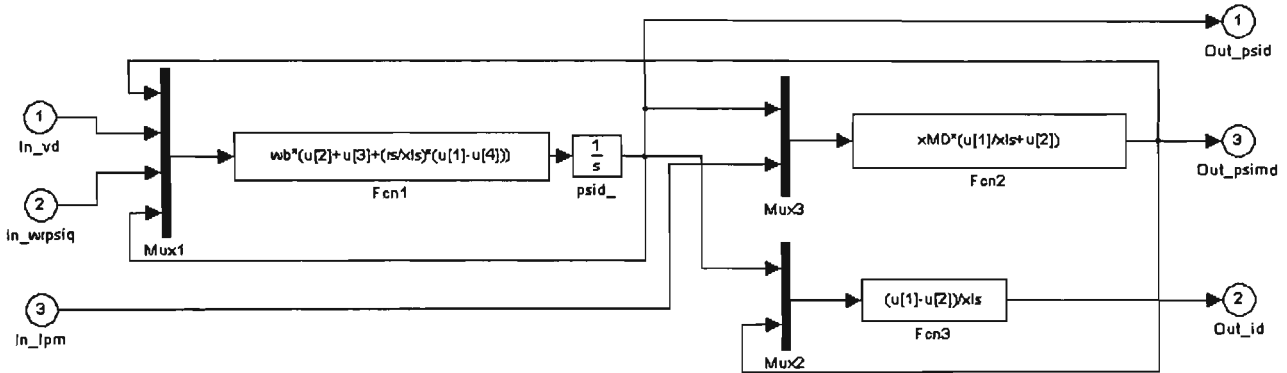 1
Out_psid
1
In_vd
wb*(u[2]+u[3]+(rs/xls)*(u[1]-u[4]))
Fcn1
1
s
psid_
xMD*(u[1]/xls+u[2])
Fcn2
3
Out_psimd
2
In_wrpsiq
Mux1
Mux3
3
In_Ipm
(u[1]-u[2])/xls
Fcn3
2
Out_id
Mux2